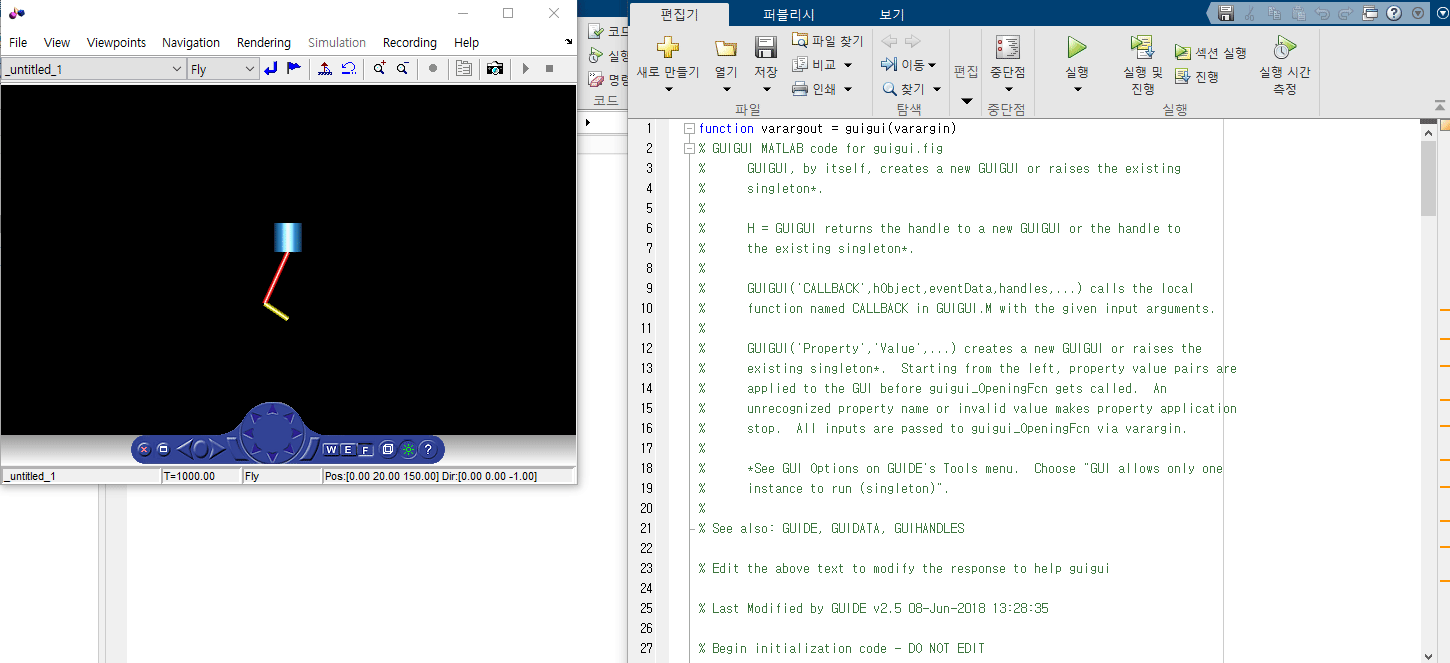 File View Viewpoints Navigation Rendering Simulation Recording Help
_untitled_1 Fly
W E F ?
_untitled_1 T=1000.00 Fly Pos:[0.00 20.00 150.00] Dir:[0.00 0.00 -1.00]
코드
실행
명령
코드
편집기 퍼블리시 보기
새로 만들기 열기 저장 파일 찾기
비교
인쇄
파일
이동
찾기
탐색
편집
중단점
중단점
실행 실행 및 진행 섹션 실행
진행
실행 시간 측정
실행
1 function varargout = guigui(varargin)
2 % GUIGUI MATLAB code for guigui.fig
3 % GUIGUI, by itself, creates a new GUIGUI or raises the existing
4 % singleton*.
5 %
6 % H = GUIGUI returns the handle to a new GUIGUI or the handle to
7 % the existing singleton*.
8 %
9 % GUIGUI('CALLBACK',hObject,eventData,handles,...) calls the local
10 % function named CALLBACK in GUIGUI.M with the given input arguments.
11 %
12 % GUIGUI('Property','Value',...) creates a new GUIGUI or raises the
13 % existing singleton*.  Starting from the left, property value pairs are
14 % applied to the GUI before guigui_OpeningFcn gets called.  An
15 % unrecognized property name or invalid value makes property application
16 % stop.  All inputs are passed to guigui_OpeningFcn via varargin.
17 %
18 % *See GUI Options on GUIDE's Tools menu.  Choose "GUI allows only one
19 % instance to run (singleton)".
20 %
21 % See also: GUIDE, GUIDATA, GUIHANDLES
22
23 % Edit the above text to modify the response to help guigui
24
25 % Last Modified by GUIDE v2.5 08-Jun-2018 13:28:35
26
27 % Begin initialization code - DO NOT EDIT